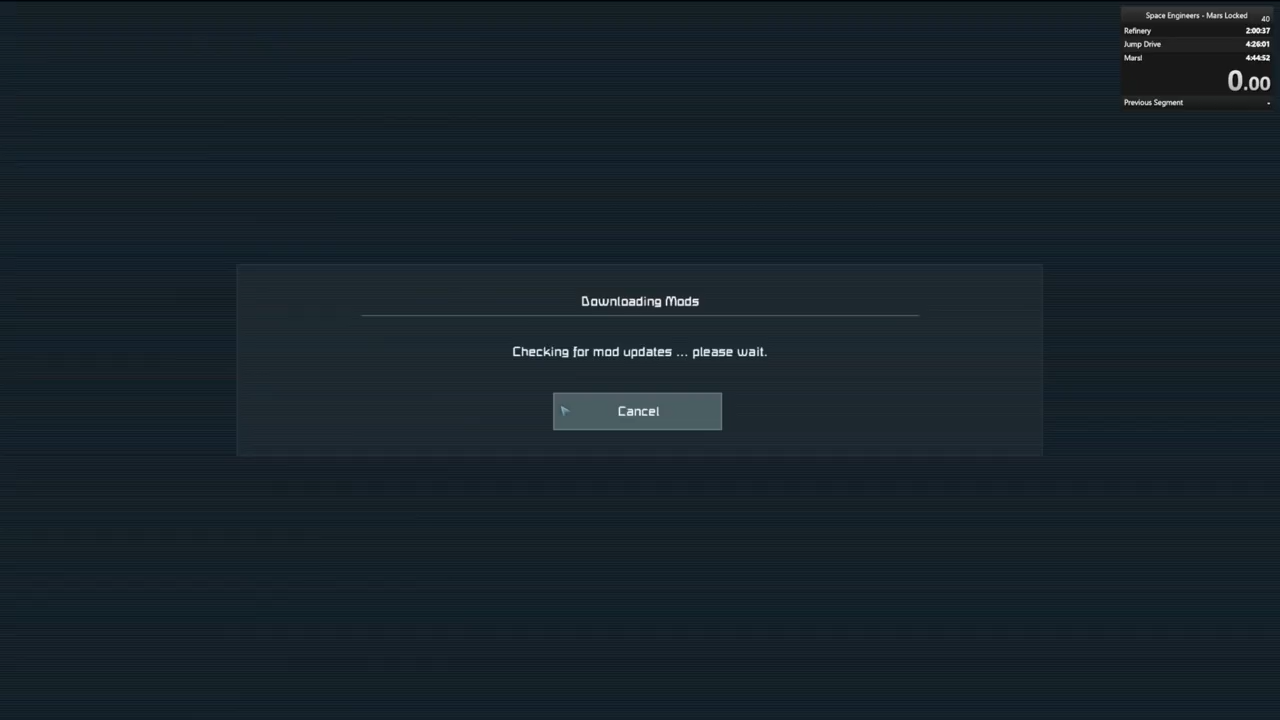 Space Engineers - Mars Locked
40
Refinery 2:00:37
Jump Drive 4:26:01
Mars! 4:44:52
0.00
Previous Segment -
Downloading Mods
Checking for mod updates ... please wait.
Cancel